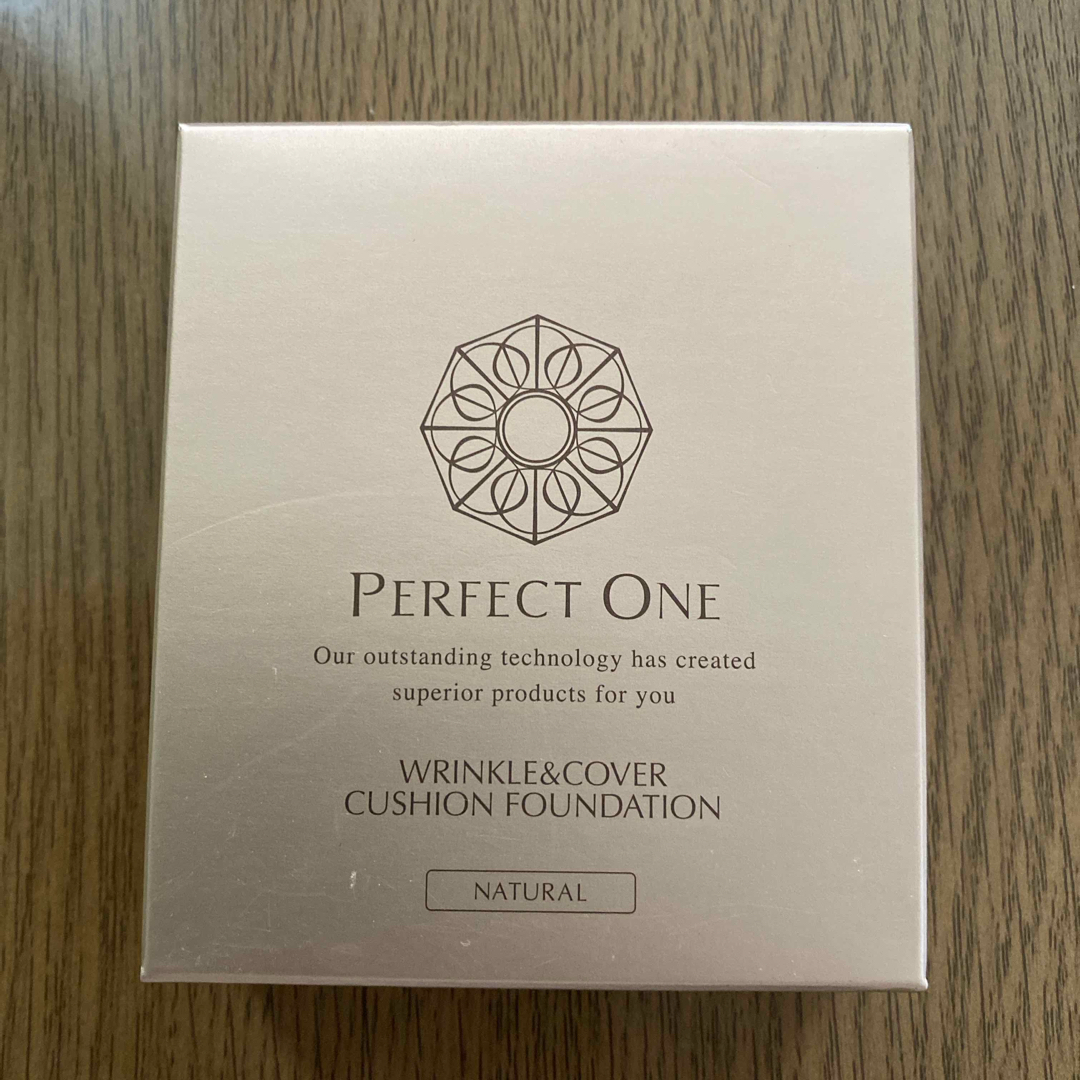 PERFECT ONE
Our outstanding technology has created
superior products for you
WRINKLE&COVER
CUSHION FOUNDATION
NATURAL